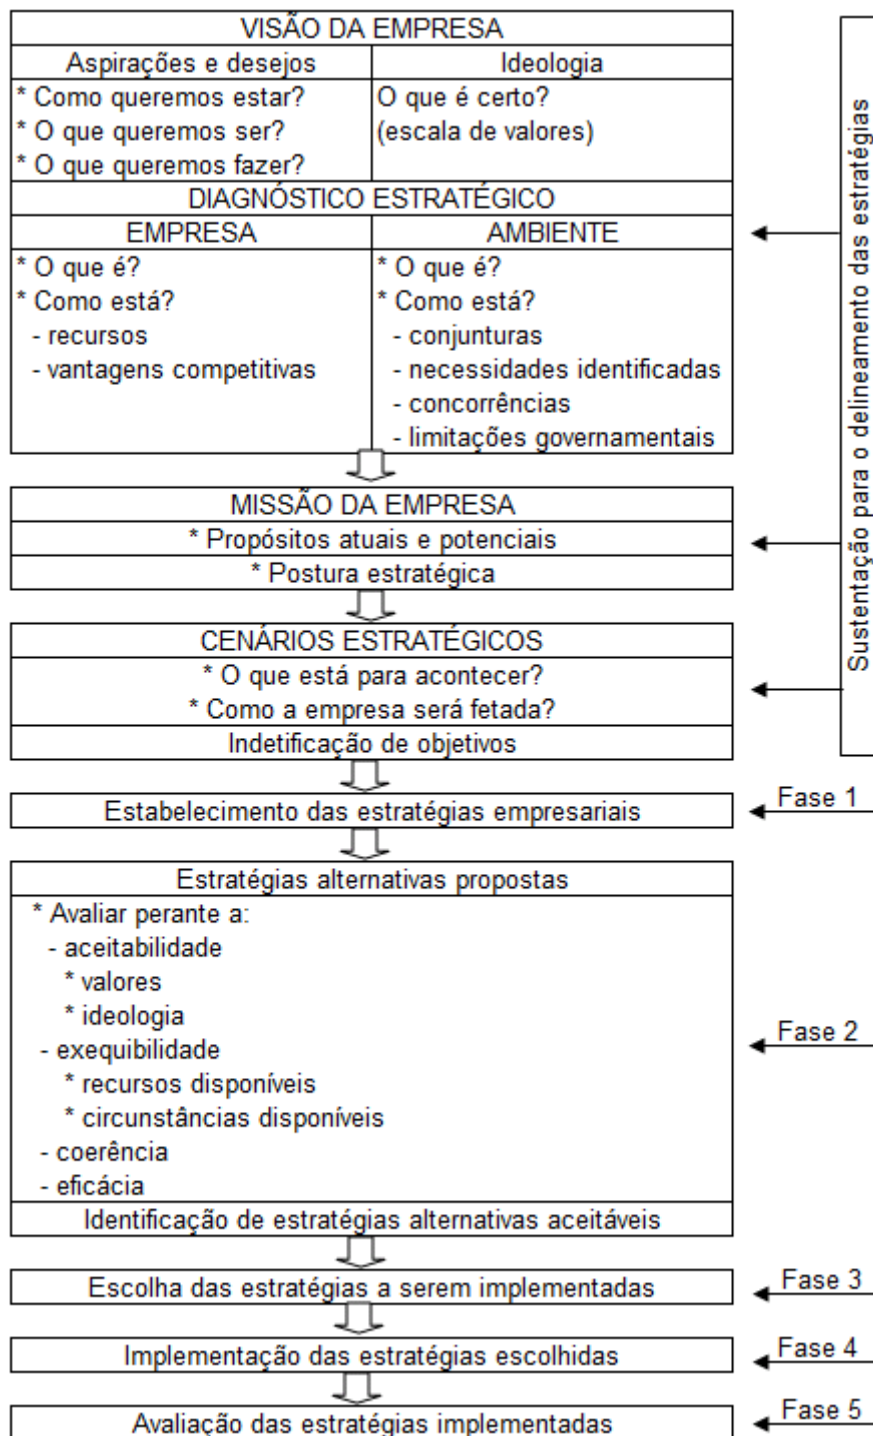 VISÃO DA EMPRESA
Aspirações e desejos
Ideologia
* Como queremos estar?
* O que queremos ser?
* O que queremos fazer?
O que é certo?
(escala de valores)
DIAGNÓSTICO ESTRATÉGICO
EMPRESA
AMBIENTE
* O que é?
* Como está?
- recursos
- vantagens competitivas
* O que é?
* Como está?
- conjunturas
- necessidades identificadas
- concorrências
- limitações governamentais
MISSÃO DA EMPRESA
* Propósitos atuais e potenciais
* Postura estratégica
CENÁRIOS ESTRATÉGICOS
* O que está para acontecer?
* Como a empresa será fetada?
Indetificação de objetivos
Sustentação para o delineamento das estratégias
Estabelecimento das estratégias empresariais
Fase 1
Estratégias alternativas propostas
* Avaliar perante a:
- aceitabilidade
* valores
* ideologia
- exequibilidade
* recursos disponíveis
* circunstâncias disponíveis
- coerência
- eficácia
Identificação de estratégias alternativas aceitáveis
Fase 2
Escolha das estratégias a serem implementadas
Fase 3
Implementação das estratégias escolhidas
Fase 4
Avaliação das estratégias implementadas
Fase 5